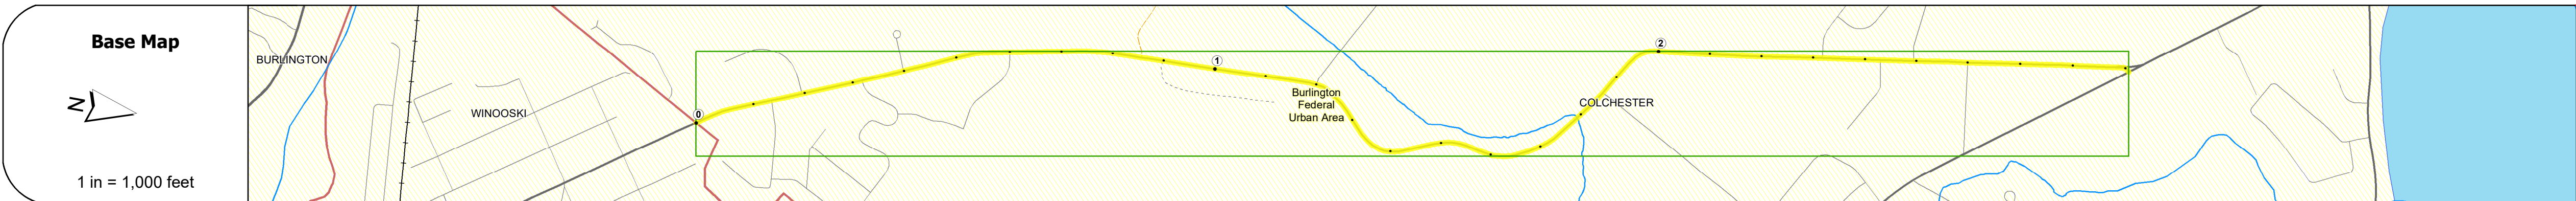 Base Map
N
1 in = 1,000 feet
BURLINGTON
WINOOSKI
0
1
Burlington
Federal
Urban Area
2
COLCHESTER